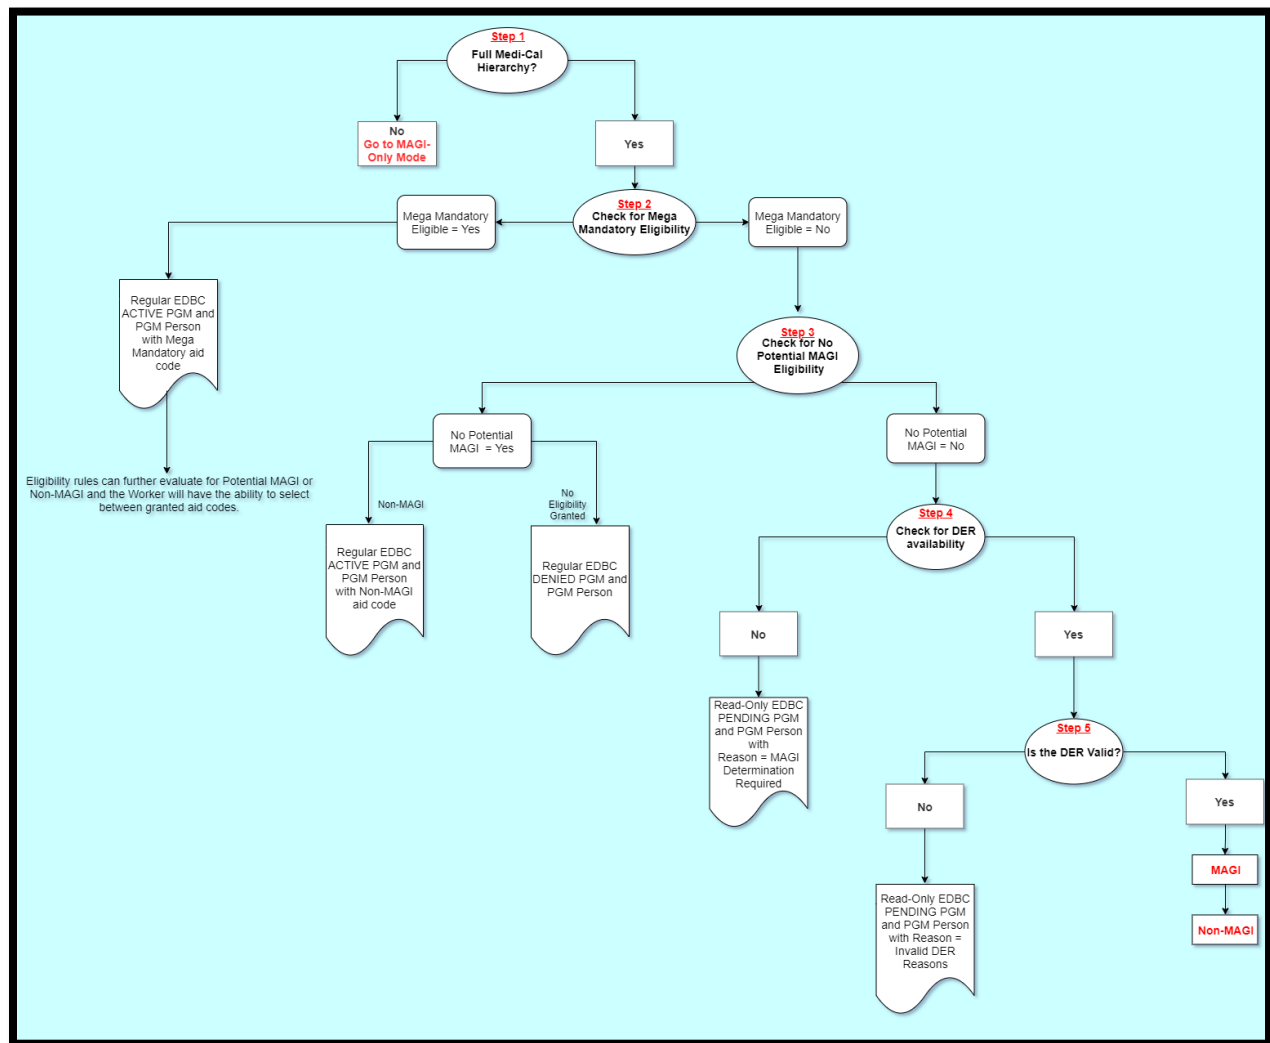 Step 1
Full Medi-Cal
Hierarchy?
No
Go to MAGI-
Only Mode
Yes
Step 2
Check for Mega
Mandatory Eligibility
Mega Mandatory
Eligible = Yes
Mega Mandatory
Eligible = No
Regular EDBC
ACTIVE PGM and
PGM Person
with Mega
Mandatory aid
code
Eligibility rules can further evaluate for Potential MAGI or
Non-MAGI and the Worker will have the ability to select
between granted aid codes.
Step 3
Check for No
Potential MAGI
Eligibility
No Potential
MAGI = Yes
No Potential
MAGI = No
Non-MAGI
No
Eligibility
Granted
Regular EDBC
ACTIVE PGM and
PGM Person
with Non-MAGI
aid code
Regular EDBC
DENIED PGM and
PGM Person
Step 4
Check for DER
availability
No
Yes
Read-Only EDBC
PENDING PGM
and PGM Person
with
Reason = MAGI
Determination
Required
Step 5
Is the DER Valid?
No
Yes
Read-Only EDBC
PENDING PGM
and PGM Person
with Reason =
Invalid DER
Reasons
MAGI
Non-MAGI